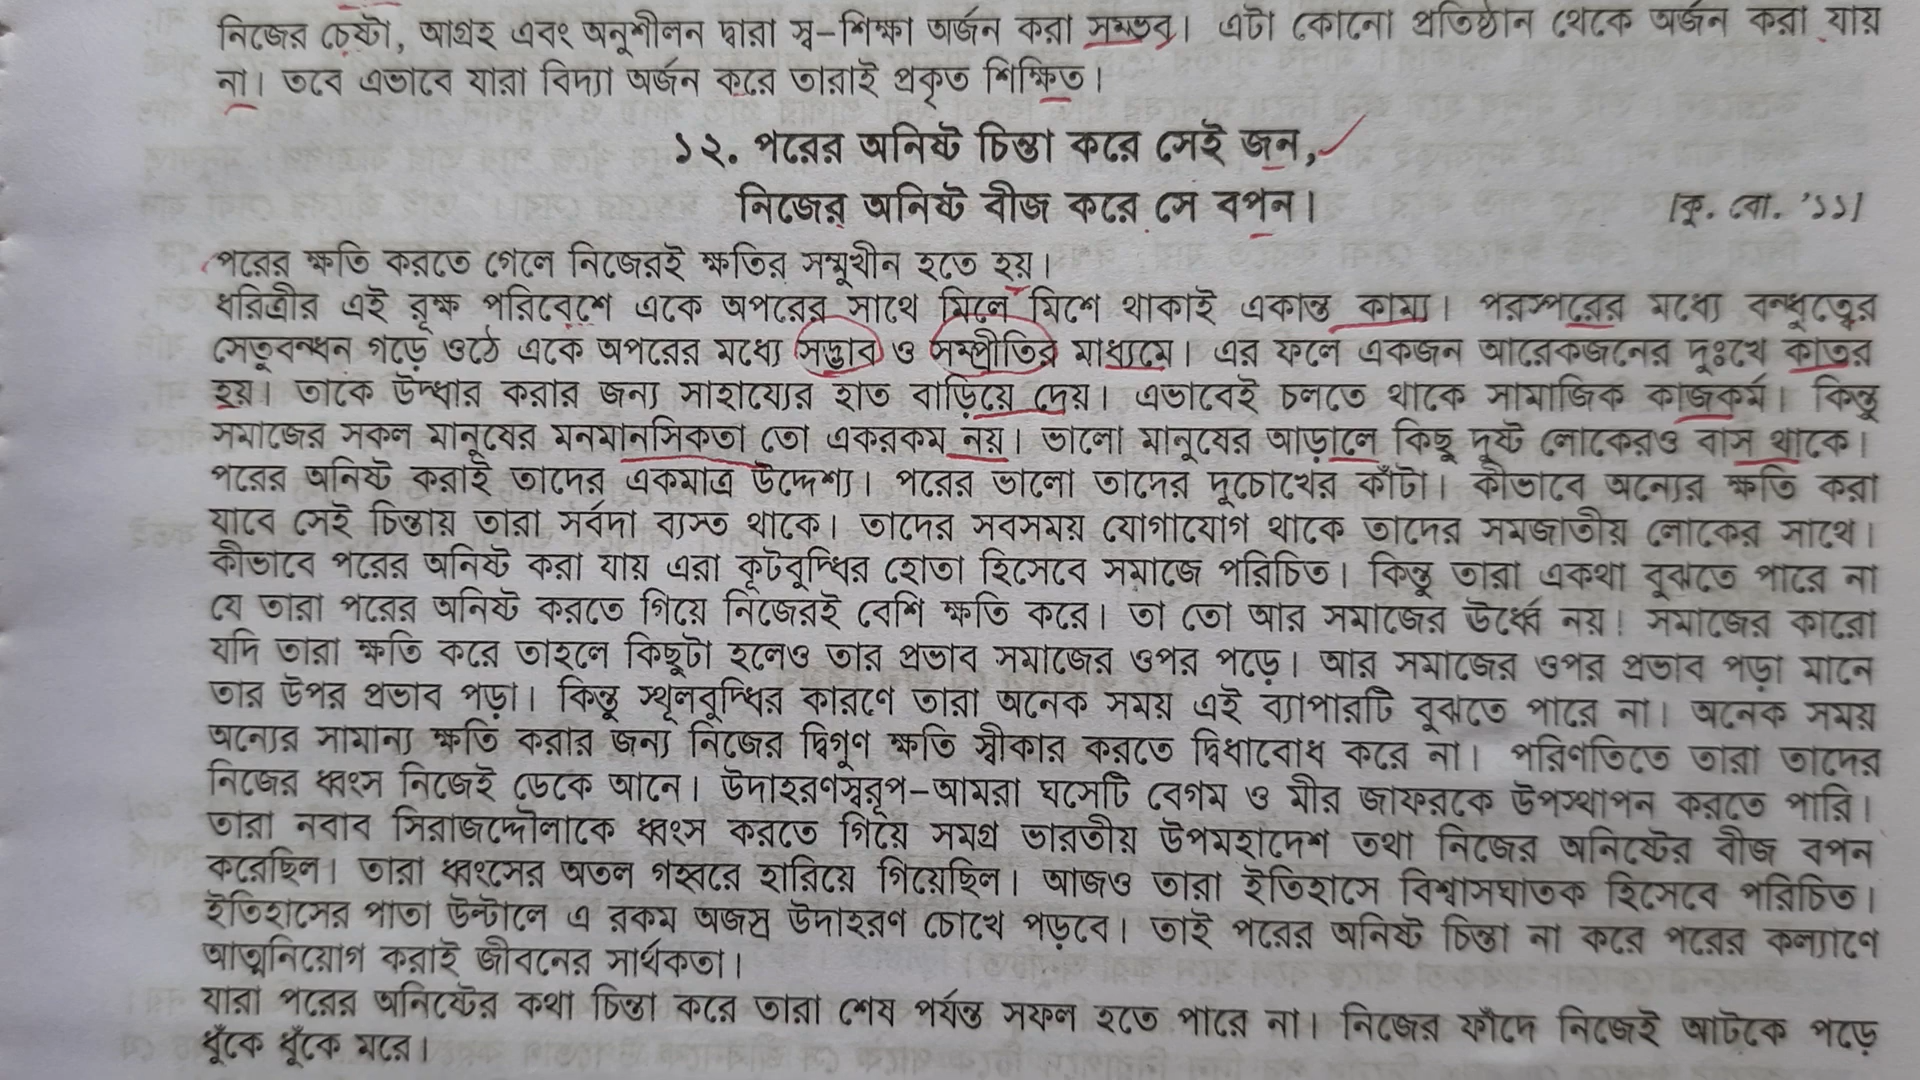 নিজের চেষ্টা, আগ্রহ এবং অনুশীলন দ্বারা স্ব-শিক্ষা অর্জন করা সম্ভব। এটা কোনো প্রতিষ্ঠান থেকে অর্জন করা যায়
না। তবে এভাবে যারা বিদ্যা অর্জন করে তারাই প্রকৃত শিক্ষিত।
১২. পরের অনিষ্ট চিন্তা করে সেই জন,
নিজের অনিষ্ট বীজ করে সে বপন।
[কু. বো. '১১]
পরের ক্ষতি করতে গেলে নিজেরই ক্ষতির সম্মুখীন হতে হয়।
ধরিত্রীর এই রূক্ষ পরিবেশে একে অপরের সাথে মিলে মিশে থাকাই একান্ত কাম্য। পরস্পরের মধ্যে বন্ধুত্বের
সেতুবন্ধন গড়ে ওঠে একে অপরের মধ্যে সদ্ভাব ও সম্প্রীতির মাধ্যমে। এর ফলে একজন আরেকজনের দুঃখে কাতর
হয়। তাকে উদ্ধার করার জন্য সাহায্যের হাত বাড়িয়ে দেয়। এভাবেই চলতে থাকে সামাজিক কাজকর্ম। কিন্তু
সমাজের সকল মানুষের মনমানসিকতা তো একরকম নয়। ভালো মানুষের আড়ালে কিছু দুষ্ট লোকেরও বাস থাকে।
পরের অনিষ্ট করাই তাদের একমাত্র উদ্দেশ্য। পরের ভালো তাদের দুচোখের কাঁটা। কীভাবে অন্যের ক্ষতি করা
যাবে সেই চিন্তায় তারা সর্বদা ব্যস্ত থাকে। তাদের সবসময় যোগাযোগ থাকে তাদের সমজাতীয় লোকের সাথে।
কীভাবে পরের অনিষ্ট করা যায় এরা কূটবুদ্ধির হোতা হিসেবে সমাজে পরিচিত। কিন্তু তারা একথা বুঝতে পারে না
যে তারা পরের অনিষ্ট করতে গিয়ে নিজেরই বেশি ক্ষতি করে। তা তো আর সমাজের উর্ধ্বে নয়। সমাজের কারো
যদি তারা ক্ষতি করে তাহলে কিছুটা হলেও তার প্রভাব সমাজের ওপর পড়ে। আর সমাজের ওপর প্রভাব পড়া মানে
তার উপর প্রভাব পড়া। কিন্তু স্থূলবুদ্ধির কারণে তারা অনেক সময় এই ব্যাপারটি বুঝতে পারে না। অনেক সময়
অন্যের সামান্য ক্ষতি করার জন্য নিজের দ্বিগুণ ক্ষতি স্বীকার করতে দ্বিধাবোধ করে না। পরিণতিতে তারা তাদের
নিজের ধ্বংস নিজেই ডেকে আনে। উদাহরণস্বরূপ-আমরা ঘসেটি বেগম ও মীর জাফরকে উপস্থাপন করতে পারি।
তারা নবাব সিরাজদ্দৌলাকে ধ্বংস করতে গিয়ে সমগ্র ভারতীয় উপমহাদেশ তথা নিজের অনিষ্টের বীজ বপন
করেছিল। তারা ধ্বংসের অতল গহ্বরে হারিয়ে গিয়েছিল। আজও তারা ইতিহাসে বিশ্বাসঘাতক হিসেবে পরিচিত।
ইতিহাসের পাতা উল্টালে এ রকম অজস্র উদাহরণ চোখে পড়বে। তাই পরের অনিষ্ট চিন্তা না করে পরের কল্যাণে
আত্মনিয়োগ করাই জীবনের সার্থকতা।
যারা পরের অনিষ্টের কথা চিন্তা করে তারা শেষ পর্যন্ত সফল হতে পারে না। নিজের ফাঁদে নিজেই আটকে পড়ে
ধুঁকে ধুঁকে মরে।